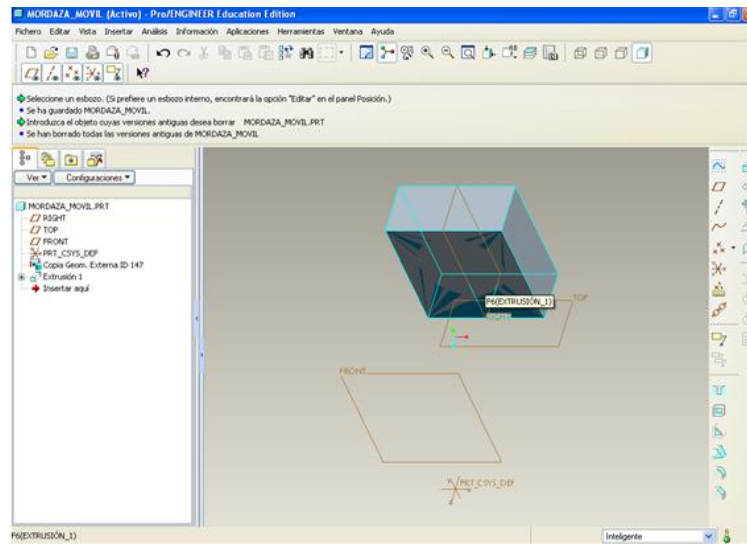 MORDAZA_MOVIL (Activo) - Pro/ENGINEER Education Edition
Fichero Editar Vista Insertar Análisis Información Aplicaciones Herramientas Ventana Ayuda
Seleccione un esbozo. (Si prefiere un esbozo interno, encontrará la opción "Editar" en el panel Posición.)
Se ha guardado MORDAZA_MOVIL.
Introduzca el objeto cuyas versiones antiguas desea borrar MORDAZA_MOVIL.PRT
Se han borrado todas las versiones antiguas de MORDAZA_MOVIL
Ver Configuraciones
MORDAZA_MOVIL.PRT
RIGHT
TOP
FRONT
PRT_CSYS_DEF
Copia Geom. Externa ID 147
Extrusión 1
Insertar aquí
F6(EXTRUSIÓN_1)
TOP
FRONT
PRT_CSYS_DEF
F6(EXTRUSIÓN_1)
Inteligente